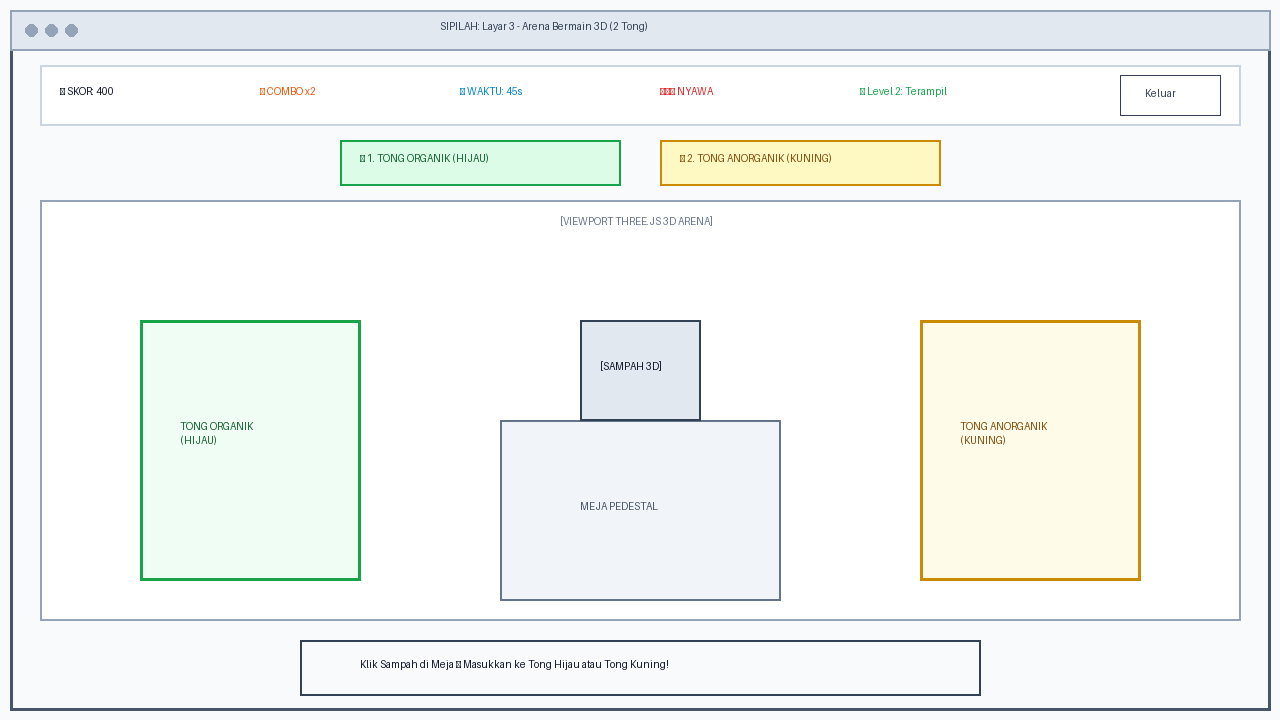 SIPILAH: Layar 3 - Arena Bermain 3D (2 Tong)
SKOR: 400
COMBO x2
WAKTU: 45s
NYAWA
Level 2: Terampil
Keluar
1. TONG ORGANIK (HIJAU)
2. TONG ANORGANIK (KUNING)
[VIEWPORT THREE.JS 3D ARENA]
[SAMPAH 3D]
TONG ORGANIK
(HIJAU)
TONG ANORGANIK
(KUNING)
MEJA PEDESTAL
Klik Sampah di Meja Masukkan ke Tong Hijau atau Tong Kuning!